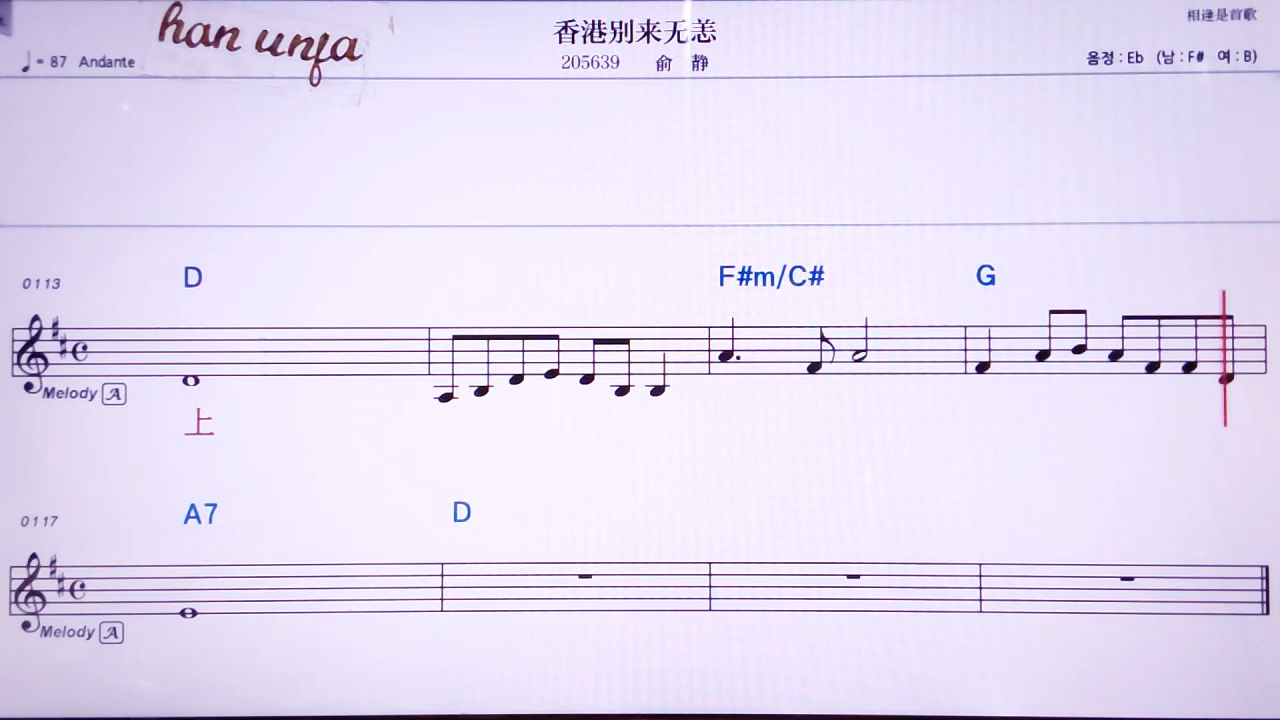 han unfa
香港别来无恙
相逢是首歌
♩= 87 Andante
205639 俞 静
음정 : Eb (남 : F# 여 : B)
0113 D F#m/C# G
Melody A
上
0117 A7 D
Melody A